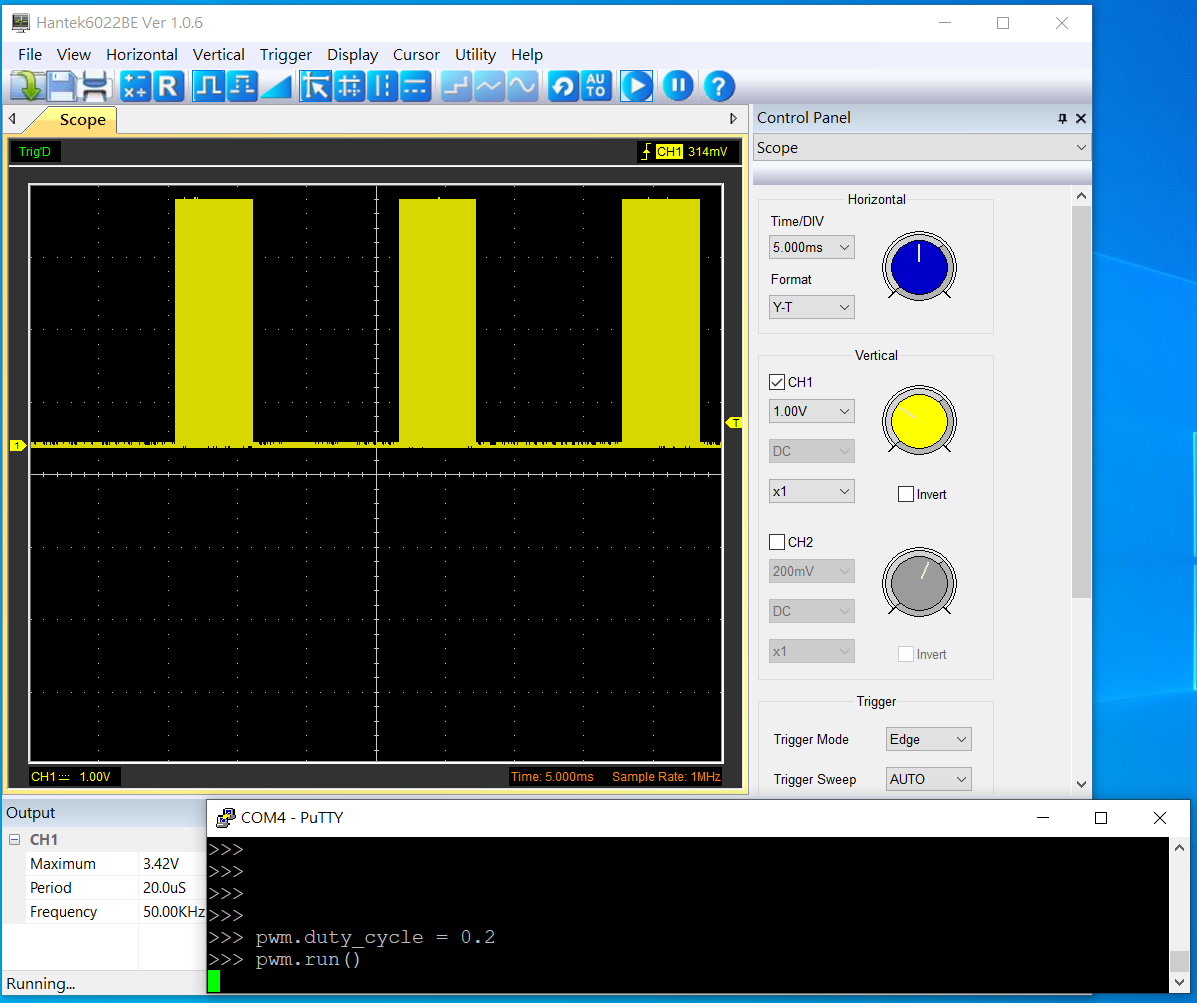 Hantek6022BE Ver 1.0.6
File View Horizontal Vertical Trigger Display Cursor Utility Help
R
AU
TO
?
Scope
Trig'D
CH1 314mV
T
1
CH1 1.00V
Time: 5.000ms Sample Rate: 1MHz
Control Panel
Scope
Horizontal
Time/DIV
5.000ms
Format
Y-T
Vertical
CH1
1.00V
DC
x1
Invert
CH2
200mV
DC
x1
Invert
Trigger
Trigger Mode Edge
Trigger Sweep AUTO
Output
CH1
Maximum 3.42V
Period 20.0uS
Frequency 50.00KHz
Running...
COM4 - PuTTY
>>>
>>>
>>>
>>>
>>> pwm.duty_cycle = 0.2
>>> pwm.run()